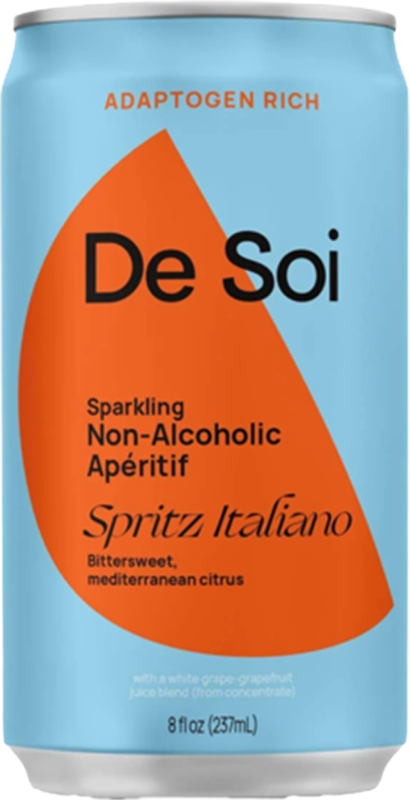 ADAPTOGEN RICH
De Soi
Sparkling
Non-Alcoholic
Apéritif
Spritz Italiano
Bittersweet,
mediterranean citrus
with a white grape-grapefruit
juice blend (from concentrate)
8 fl oz (237mL)